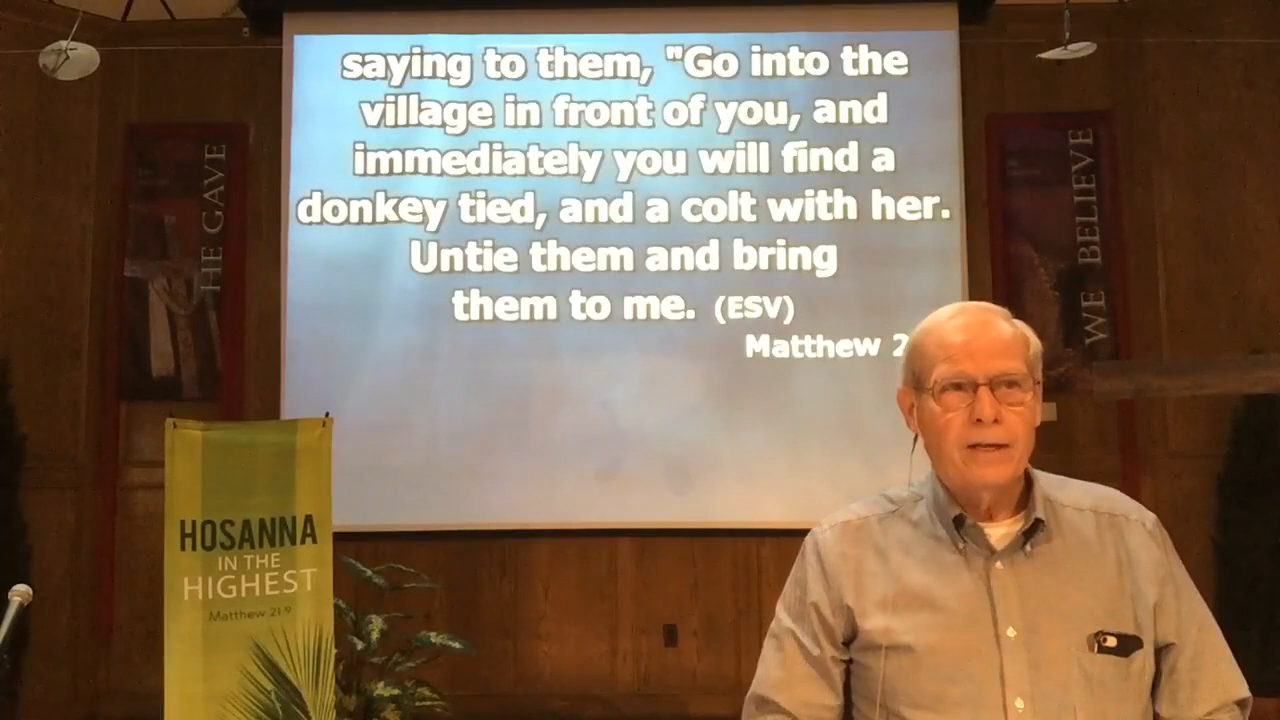 saying to them, "Go into the
village in front of you, and
immediately you will find a
donkey tied, and a colt with her.
Untie them and bring
them to me. (ESV)
Matthew 2
HE GAVE
WE BELIEVE
HOSANNA
IN THE
HIGHEST
Matthew 21:9